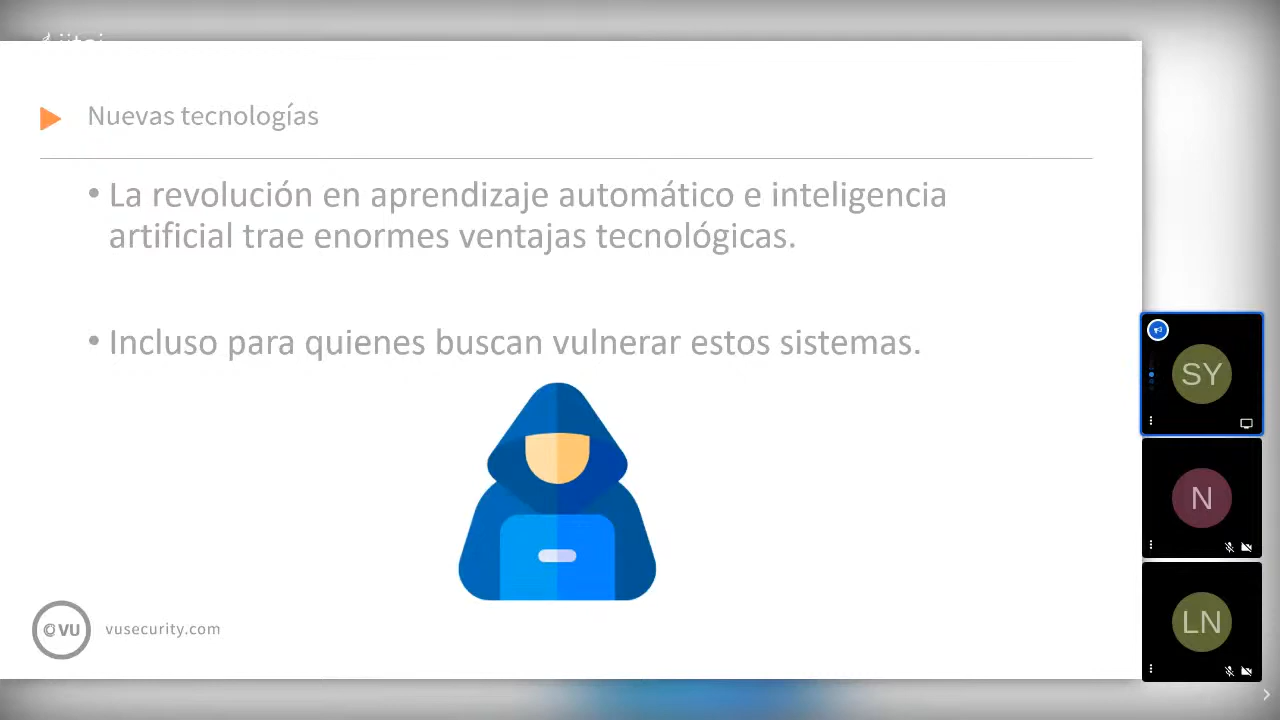 Nuevas tecnologías
• La revolución en aprendizaje automático e inteligencia
artificial trae enormes ventajas tecnológicas.
• Incluso para quienes buscan vulnerar estos sistemas.
SY
N
LN
VU
vusecurity.com